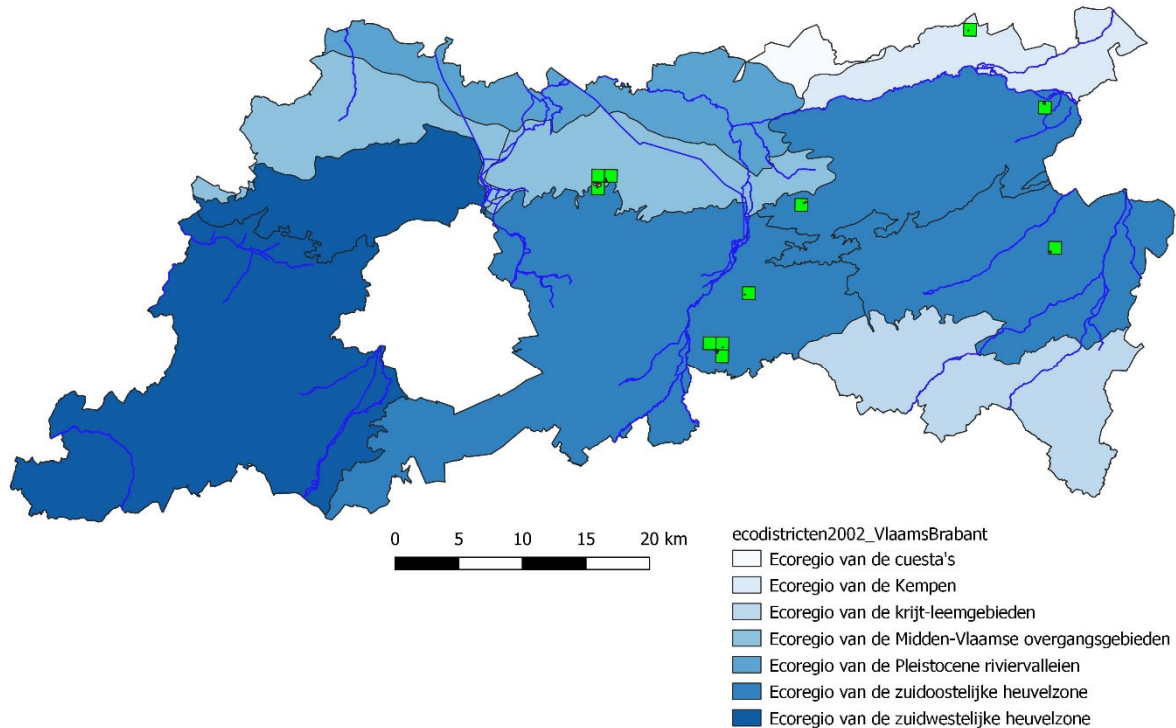 0 5 10 15 20 km
ecodistricten2002_VlaamsBrabant
Ecoregio van de cuesta's
Ecoregio van de Kempen
Ecoregio van de krijt-leemgebieden
Ecoregio van de Midden-Vlaamse overgangsgebieden
Ecoregio van de Pleistocene riviervalleien
Ecoregio van de zuidoostelijke heuvelzone
Ecoregio van de zuidwestelijke heuvelzone